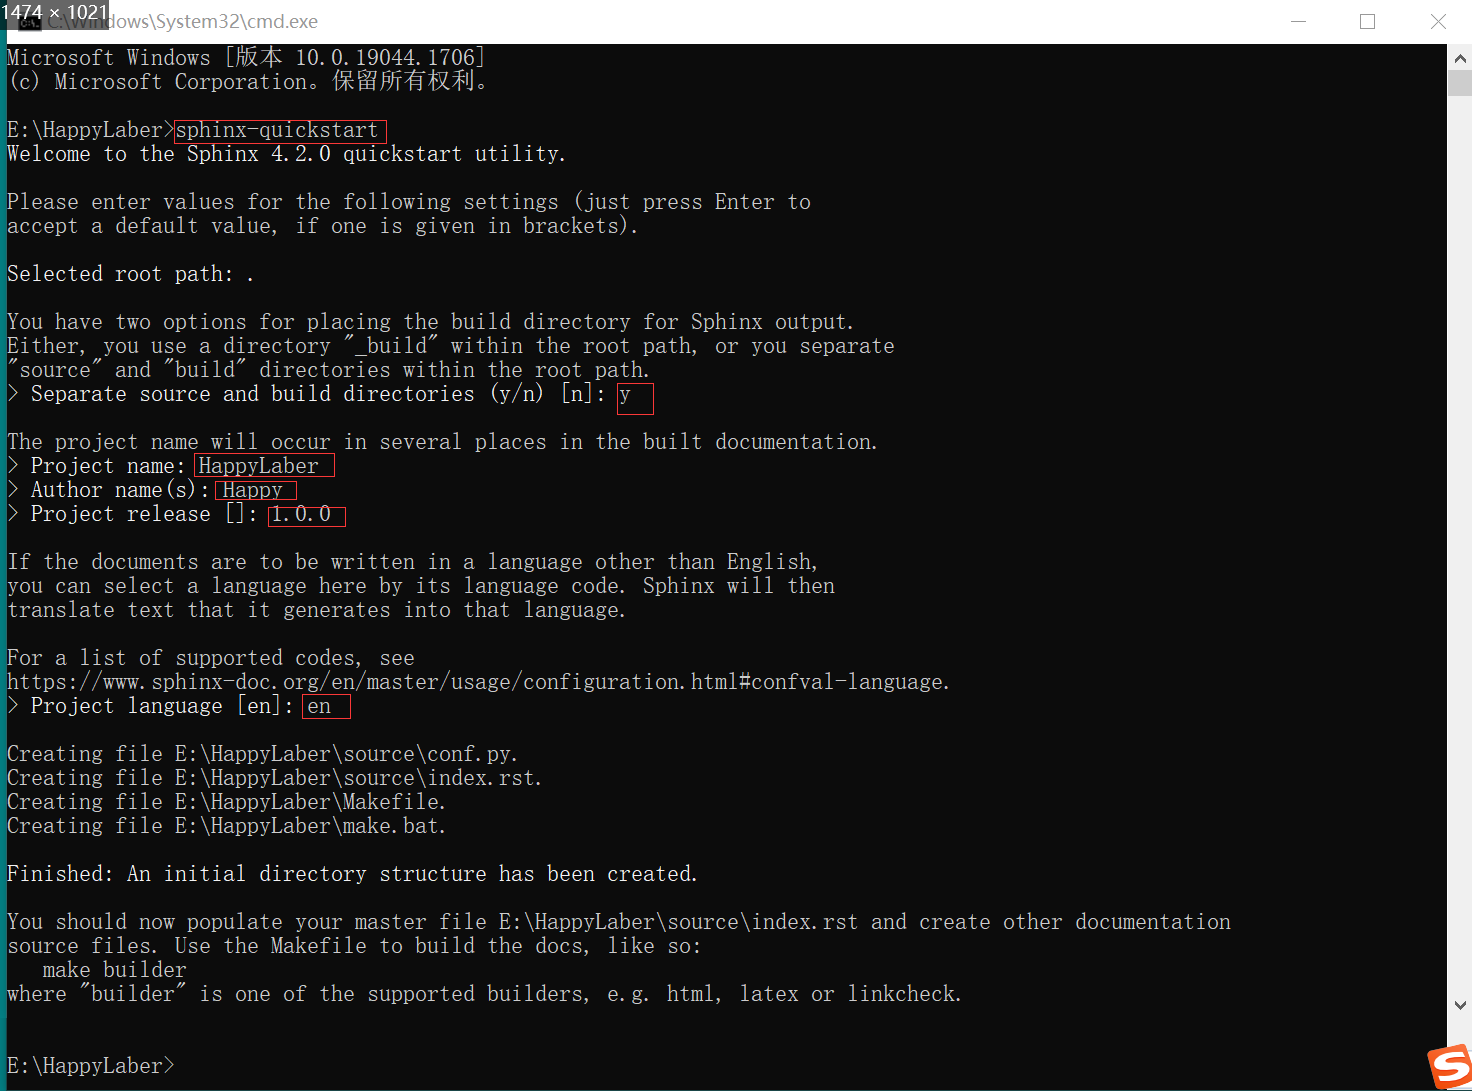 1474 × 1021
C:\Windows\System32\cmd.exe
Microsoft Windows [版本 10.0.19044.1706]
(c) Microsoft Corporation。保留所有权利。
E:\HappyLaber>sphinx-quickstart
Welcome to the Sphinx 4.2.0 quickstart utility.
Please enter values for the following settings (just press Enter to
accept a default value, if one is given in brackets).
Selected root path: .
You have two options for placing the build directory for Sphinx output.
Either, you use a directory "_build" within the root path, or you separate
"source" and "build" directories within the root path.
> Separate source and build directories (y/n) [n]: y
The project name will occur in several places in the built documentation.
> Project name: HappyLaber
> Author name(s): Happy
> Project release []: 1.0.0
If the documents are to be written in a language other than English,
you can select a language here by its language code. Sphinx will then
translate text that it generates into that language.
For a list of supported codes, see
https://www.sphinx-doc.org/en/master/usage/configuration.html#confval-language.
> Project language [en]: en
Creating file E:\HappyLaber\source\conf.py.
Creating file E:\HappyLaber\source\index.rst.
Creating file E:\HappyLaber\Makefile.
Creating file E:\HappyLaber\make.bat.
Finished: An initial directory structure has been created.
You should now populate your master file E:\HappyLaber\source\index.rst and create other documentation
source files. Use the Makefile to build the docs, like so:
make builder
where "builder" is one of the supported builders, e.g. html, latex or linkcheck.
E:\HappyLaber>